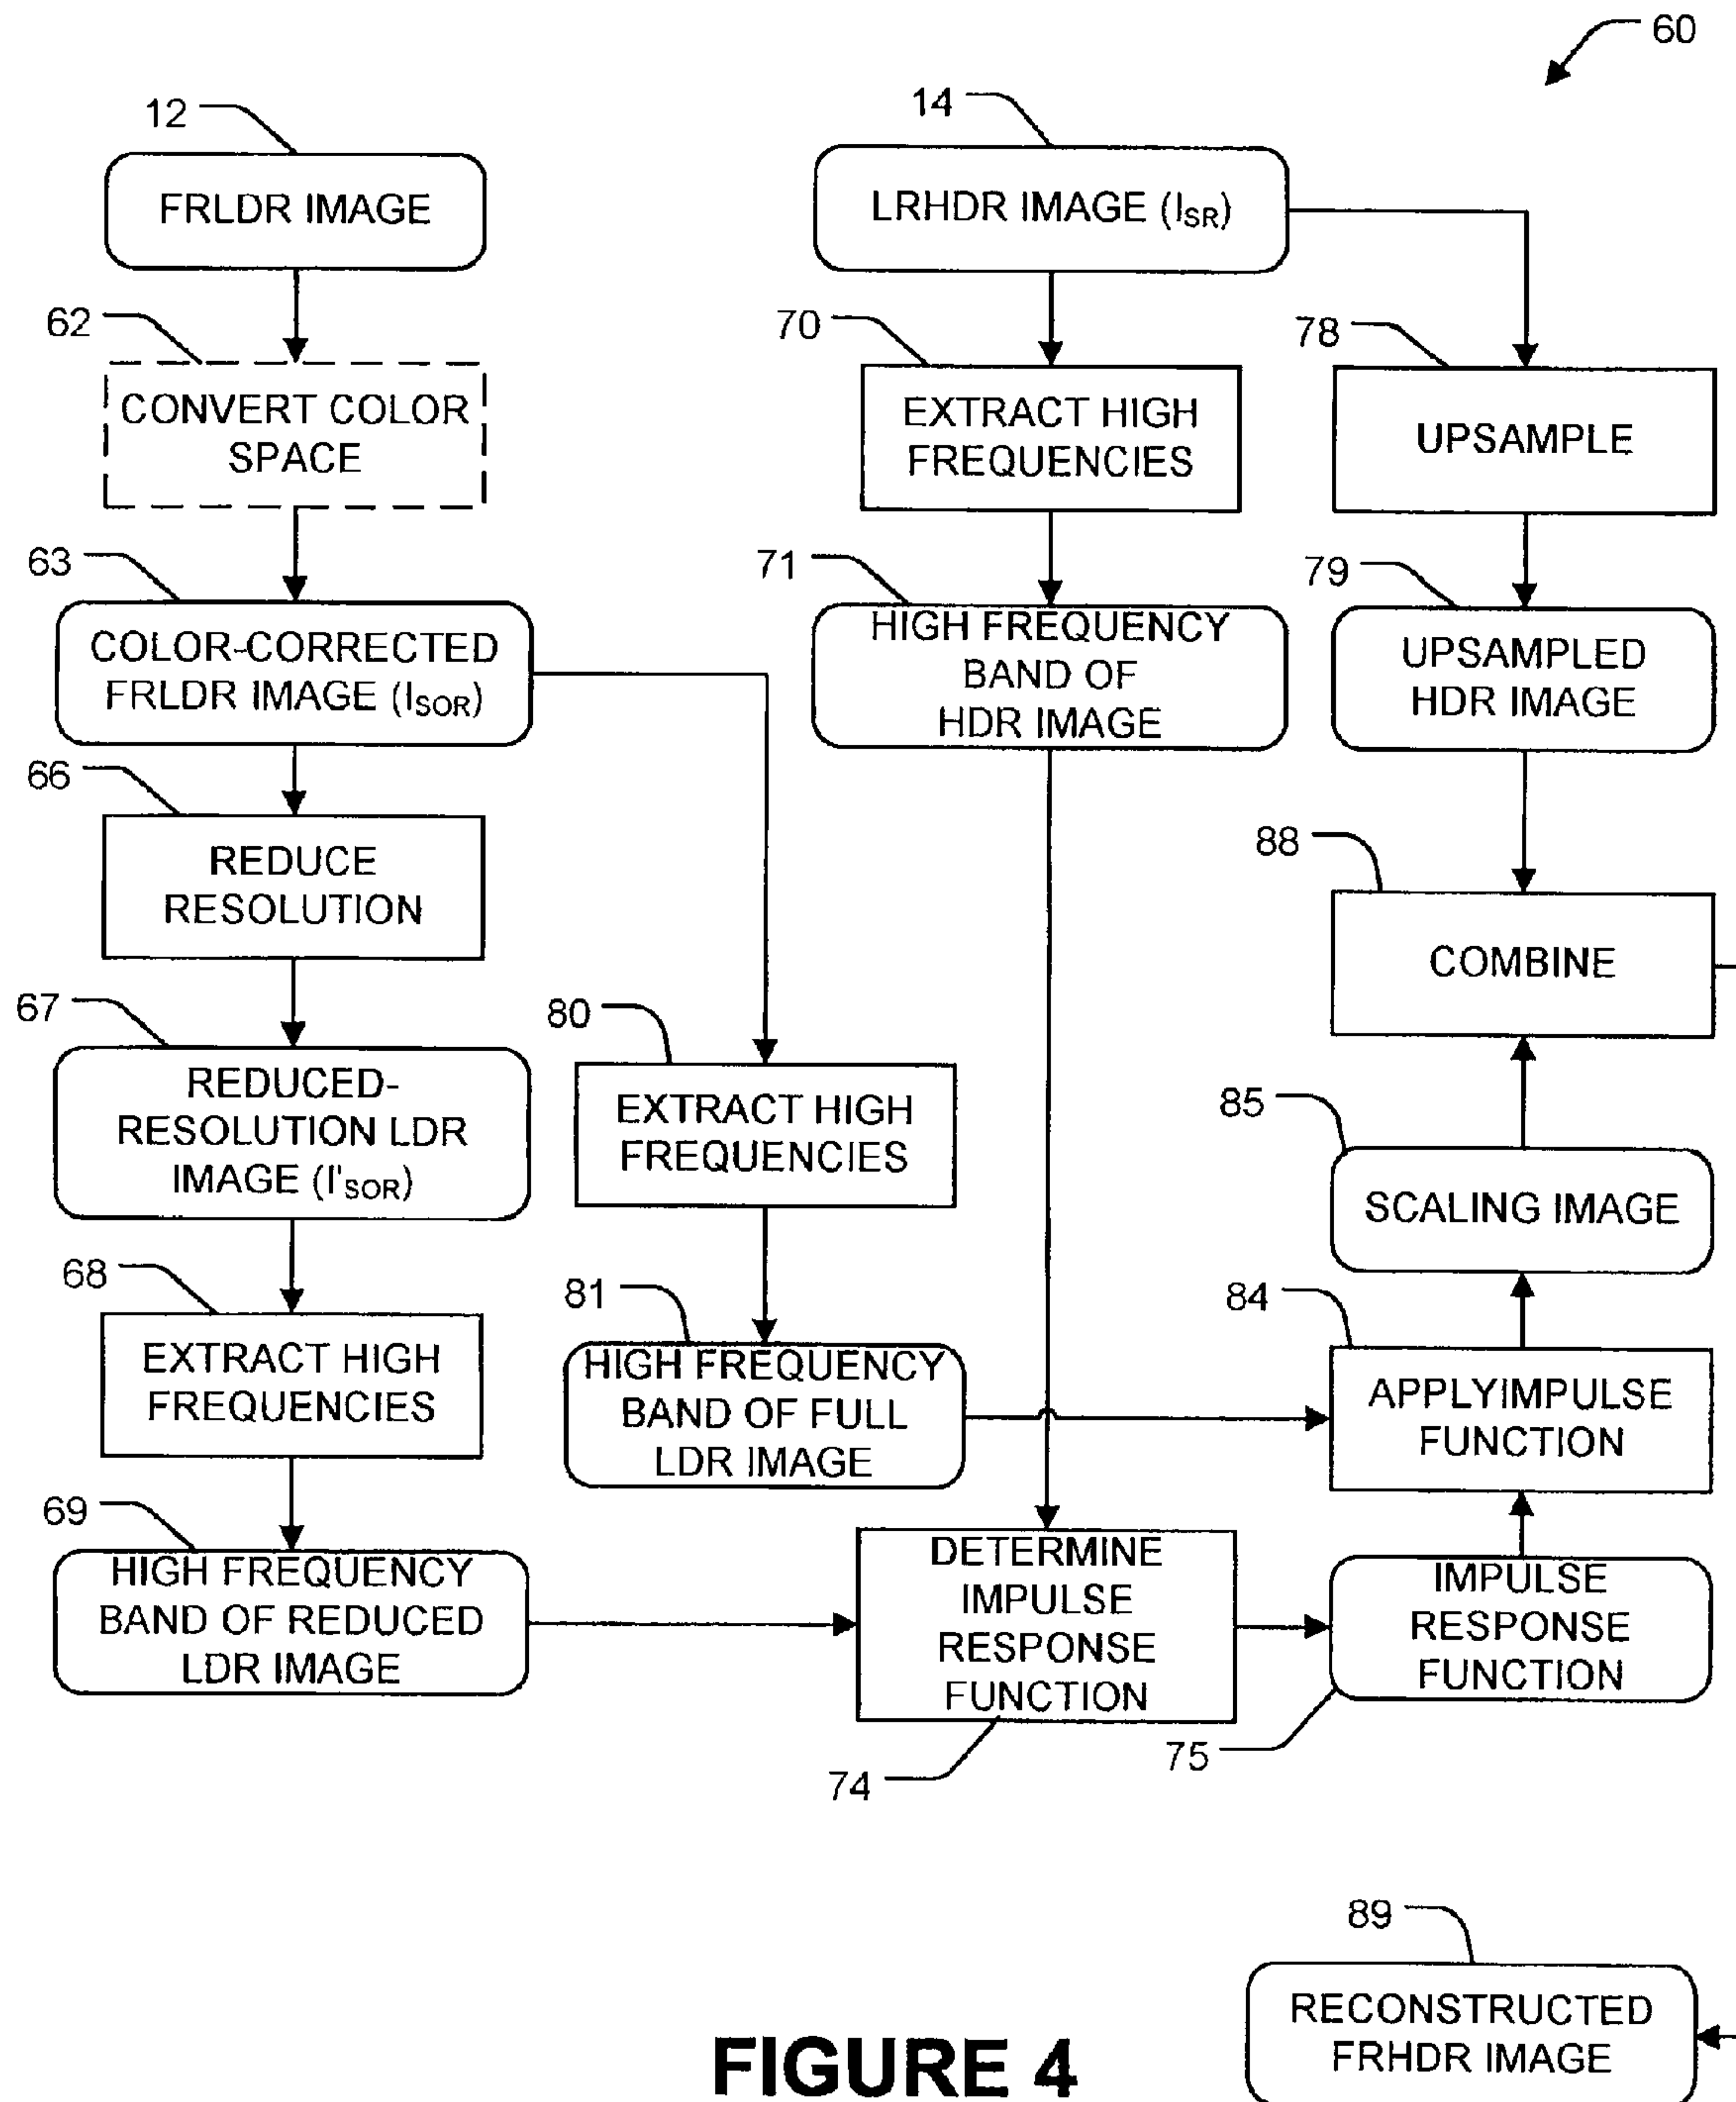 60
12
FRLDR IMAGE
14
LRHDR IMAGE (ISR)
62
CONVERT COLOR
SPACE
70
EXTRACT HIGH
FREQUENCIES
78
UPSAMPLE
63
COLOR-CORRECTED
FRLDR IMAGE (ISOR)
71
HIGH FREQUENCY
BAND OF
HDR IMAGE
79
UPSAMPLED
HDR IMAGE
66
REDUCE
RESOLUTION
88
COMBINE
67
REDUCED-
RESOLUTION LDR
IMAGE (I'SOR)
80
EXTRACT HIGH
FREQUENCIES
85
SCALING IMAGE
68
EXTRACT HIGH
FREQUENCIES
81
HIGH FREQUENCY
BAND OF FULL
LDR IMAGE
84
APPLYIMPULSE
FUNCTION
69
HIGH FREQUENCY
BAND OF REDUCED
LDR IMAGE
DETERMINE
IMPULSE
RESPONSE
FUNCTION
74
IMPULSE
RESPONSE
FUNCTION
75
89
RECONSTRUCTED
FRHDR IMAGE
FIGURE 4